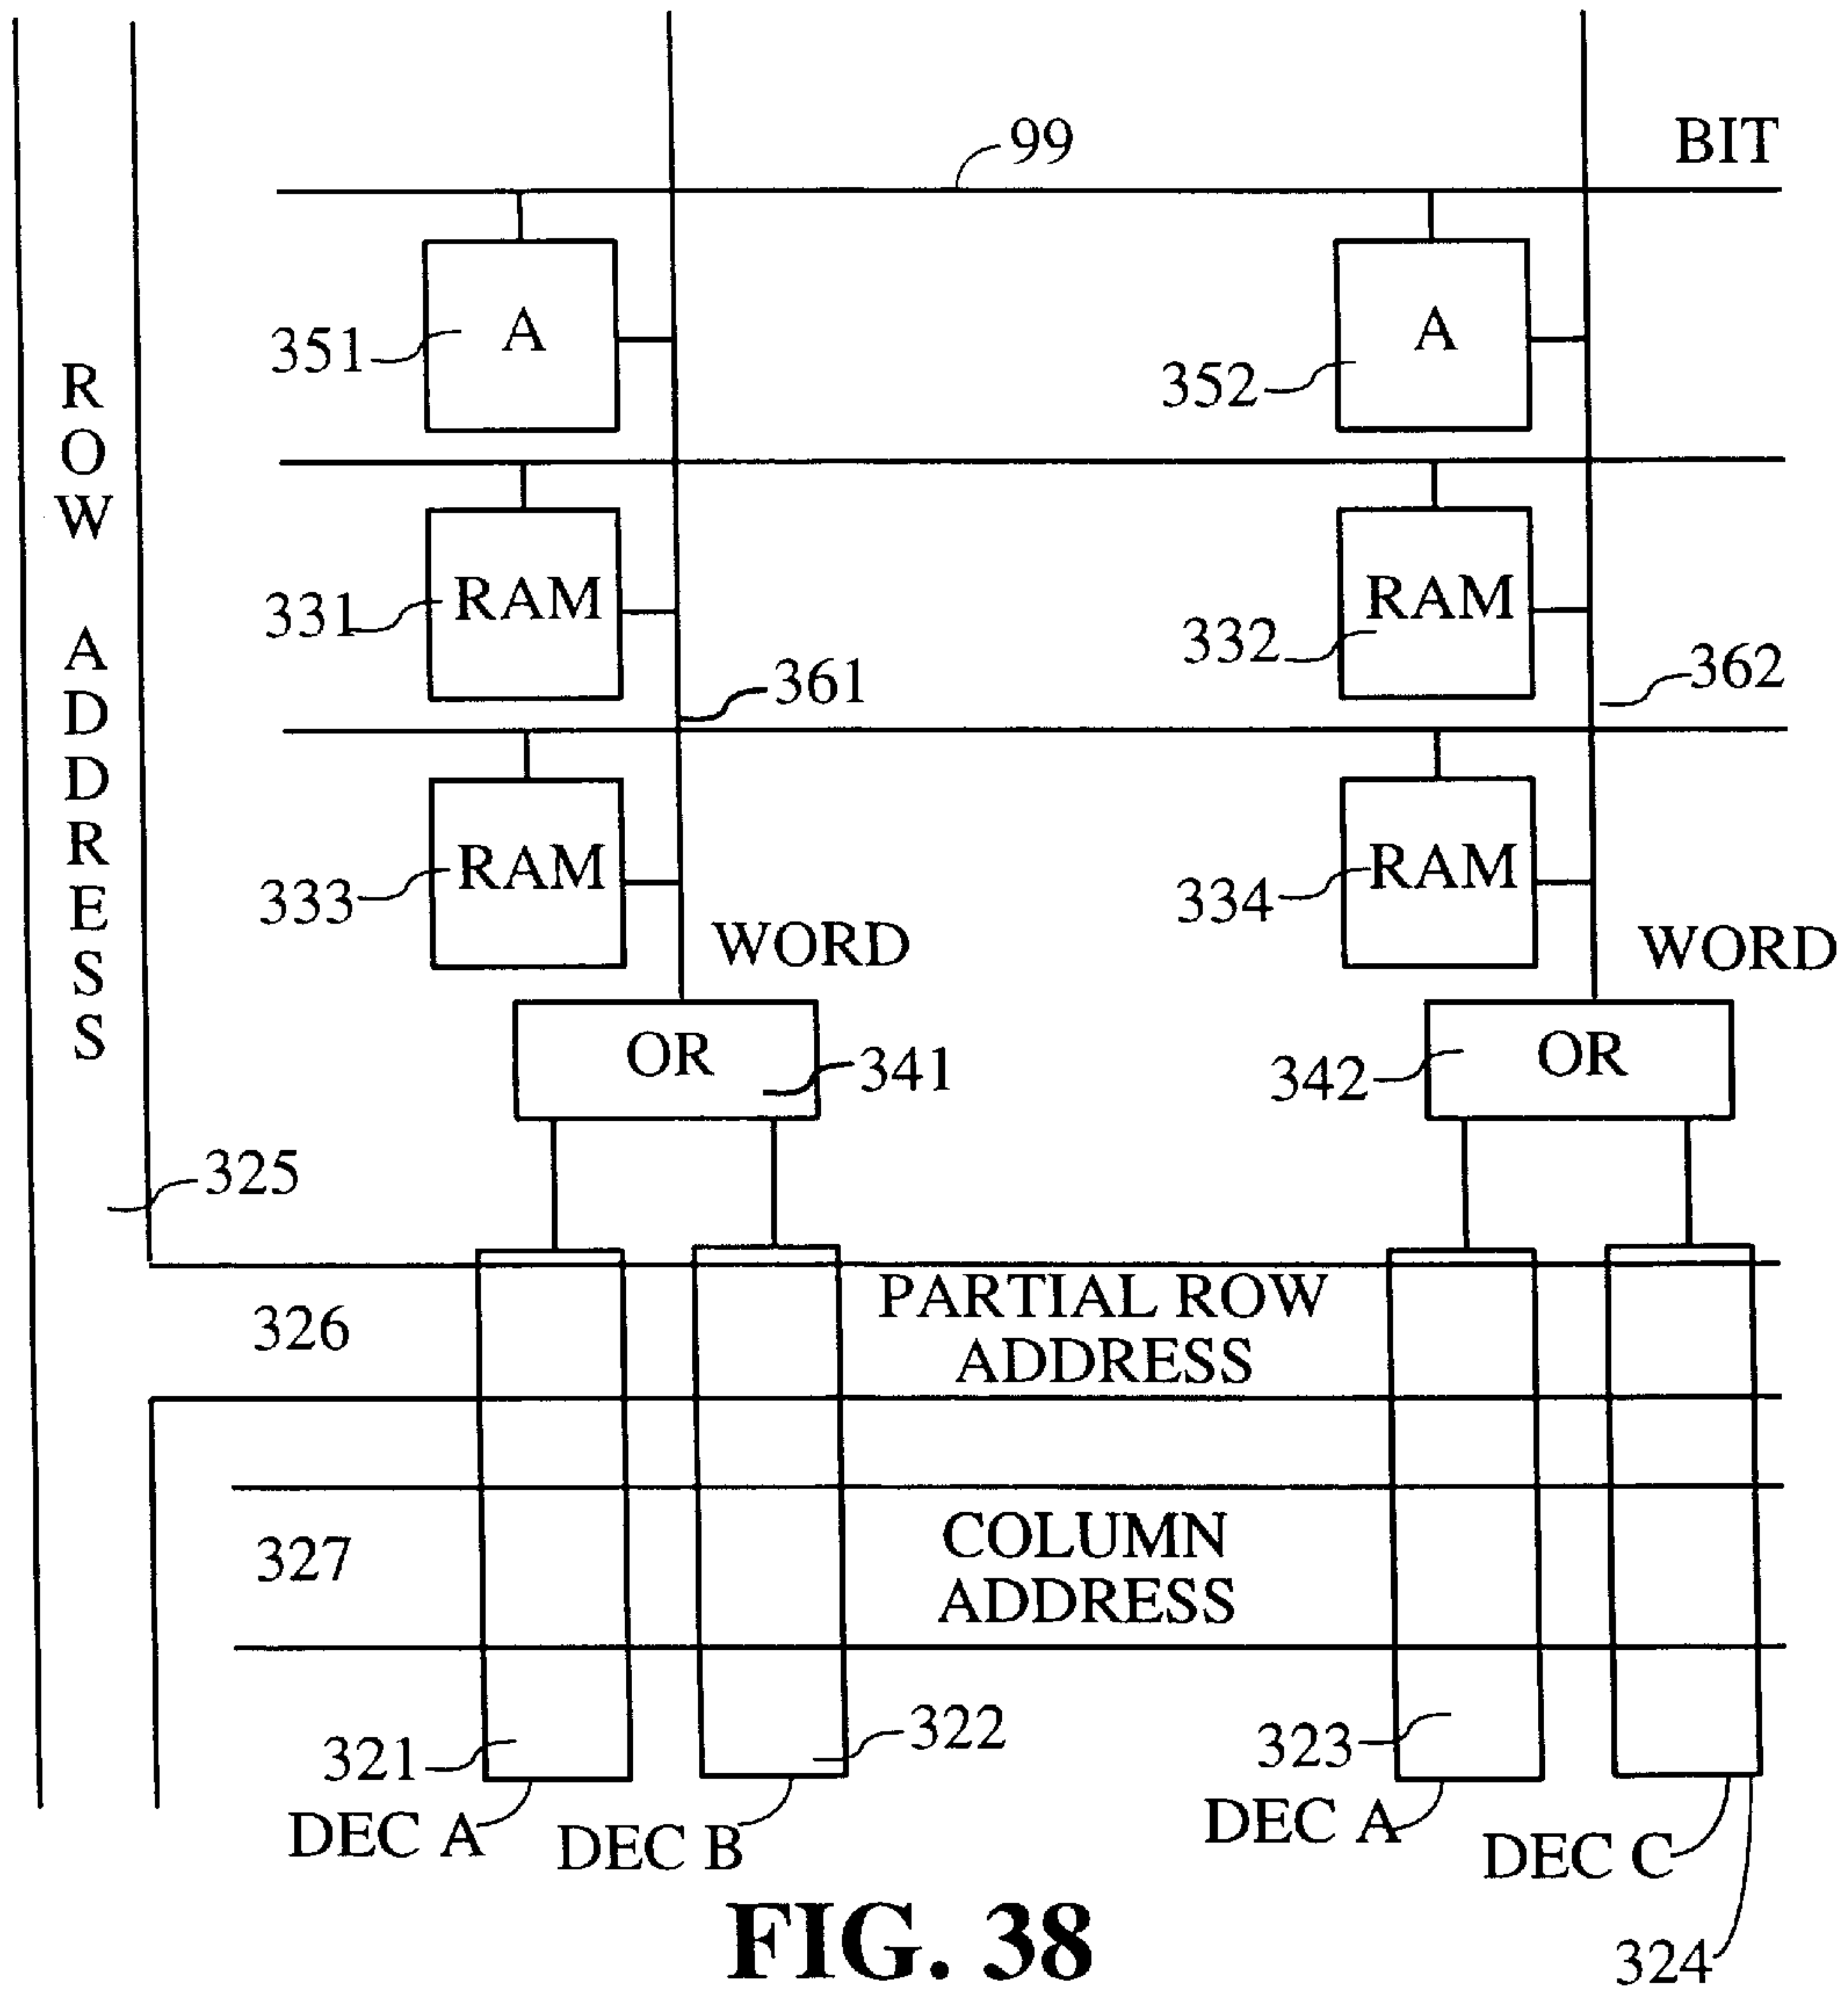 99
BIT
351
A
352
A
ROW ADDRESS
331
RAM
332
RAM
361
362
333
RAM
334
RAM
WORD
WORD
OR
341
342
OR
325
326
PARTIAL ROW
ADDRESS
327
COLUMN
ADDRESS
321
322
323
DEC A
DEC B
DEC A
DEC C
324
FIG. 38